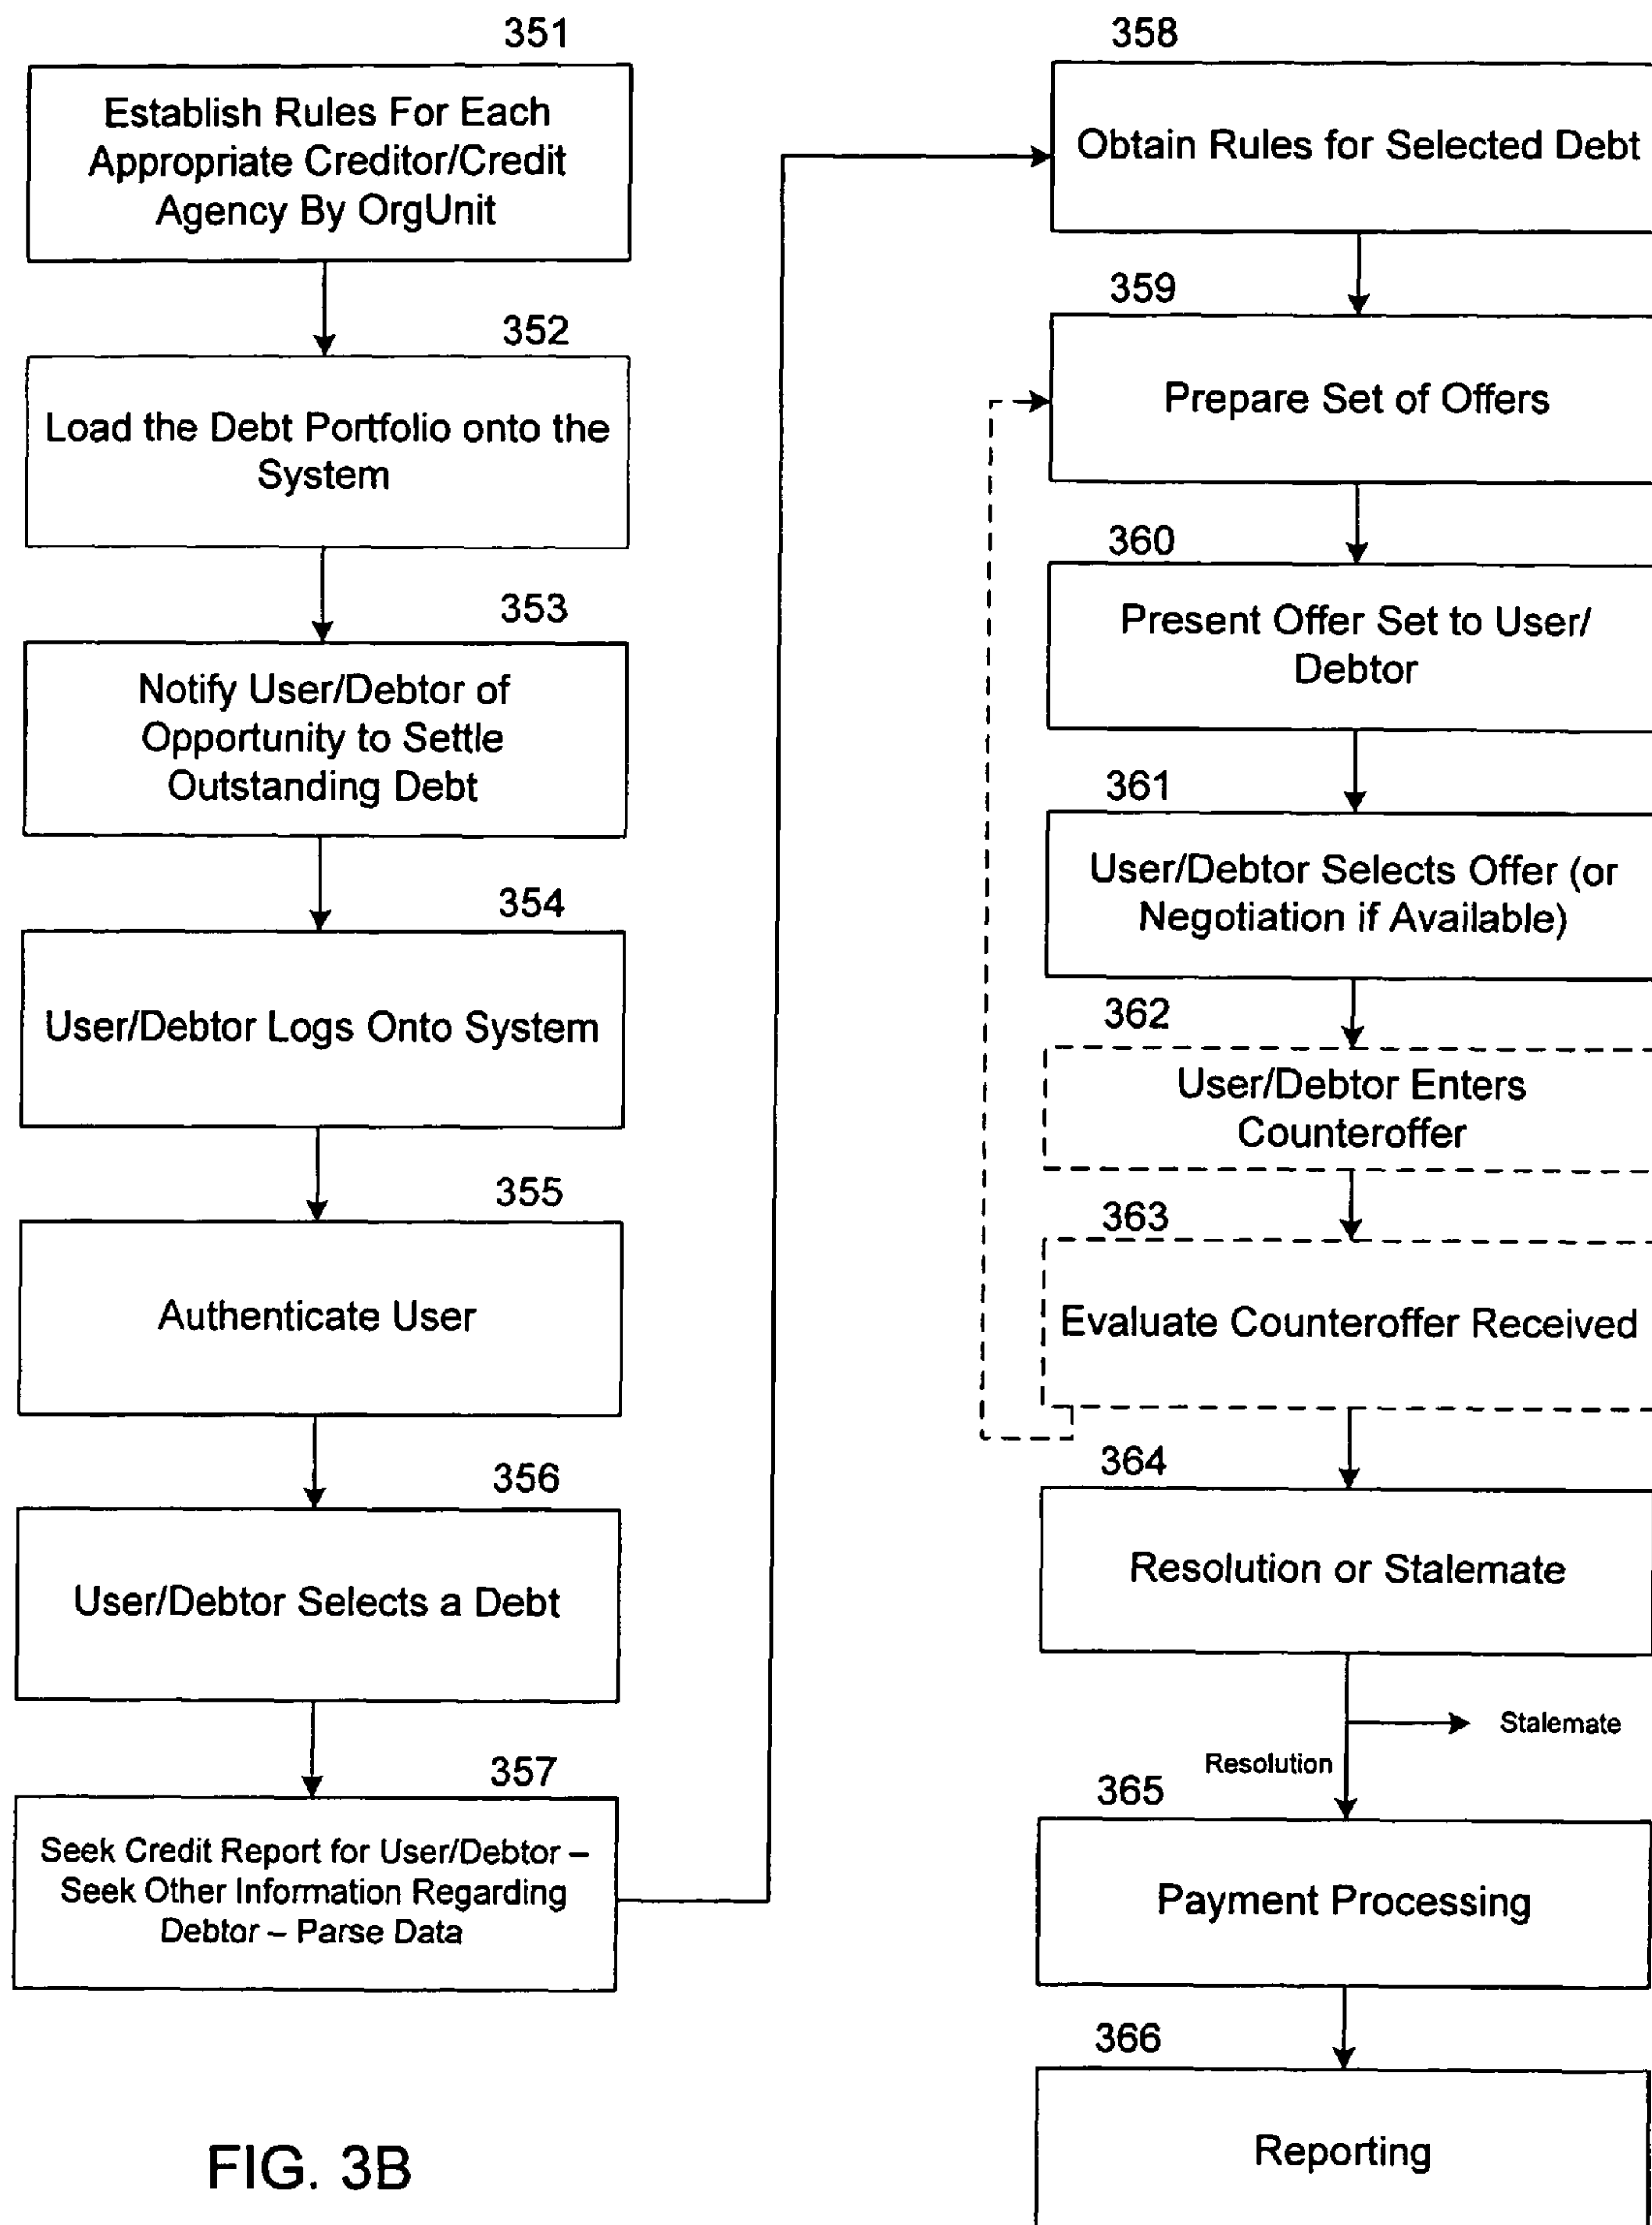 351
Establish Rules For Each
Appropriate Creditor/Credit
Agency By OrgUnit
352
Load the Debt Portfolio onto the
System
353
Notify User/Debtor of
Opportunity to Settle
Outstanding Debt
354
User/Debtor Logs Onto System
355
Authenticate User
356
User/Debtor Selects a Debt
357
Seek Credit Report for User/Debtor –
Seek Other Information Regarding
Debtor – Parse Data
358
Obtain Rules for Selected Debt
359
Prepare Set of Offers
360
Present Offer Set to User/
Debtor
361
User/Debtor Selects Offer (or
Negotiation if Available)
362
User/Debtor Enters
Counteroffer
363
Evaluate Counteroffer Received
364
Resolution or Stalemate
Stalemate
Resolution
365
Payment Processing
366
Reporting
FIG. 3B